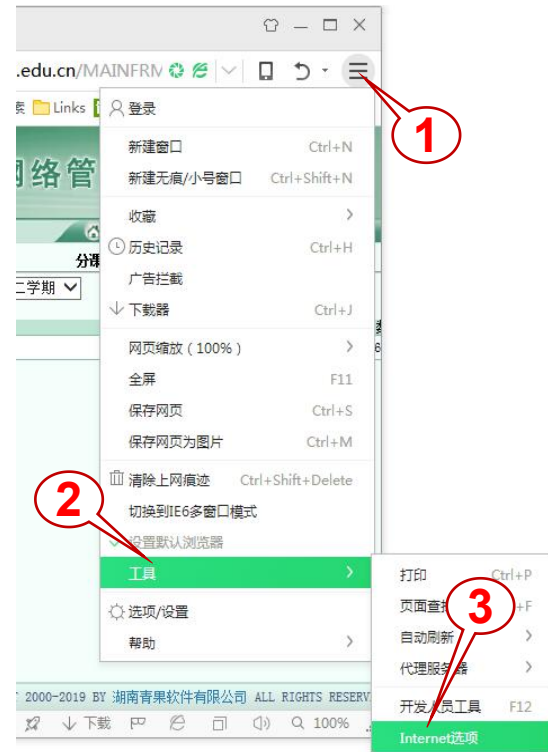 .edu.cn/MAINFRM
Links
登录
1
新建窗口 Ctrl+N
新建无痕/小号窗口 Ctrl+Shift+N
网络管
收藏
历史记录 Ctrl+H
分课
广告拦截
二学期
下载器 Ctrl+J
网页缩放(100%)
全屏 F11
保存网页 Ctrl+S
保存网页为图片 Ctrl+M
清除上网痕迹 Ctrl+Shift+Delete
2
切换到IE6多窗口模式
设置默认浏览器
工具
打印 Ctrl+P
选项/设置
页面查 +F
3
自动刷新
帮助
代理服务器
2000-2019 BY 湖南青果软件有限公司 ALL RIGHTS RESERV
开发人员工具 F12
下载 100%
Internet选项